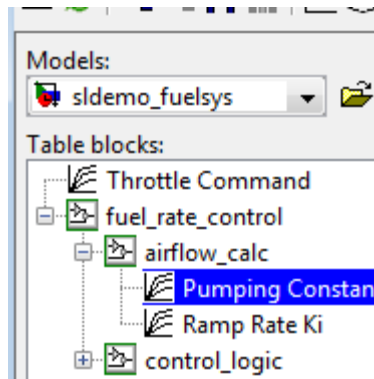 Models:
sldemo_fuelsys
Table blocks:
Throttle Command
fuel_rate_control
airflow_calc
Pumping Constan
Ramp Rate Ki
control_logic